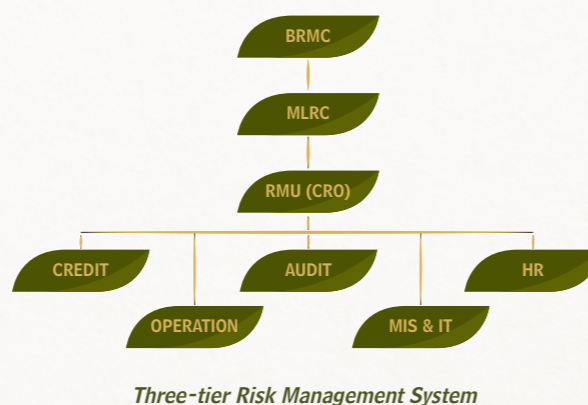 BRMC
MLRC
RMU (CRO)
CREDIT
AUDIT
HR
OPERATION
MIS & IT
Three-tier Risk Management System